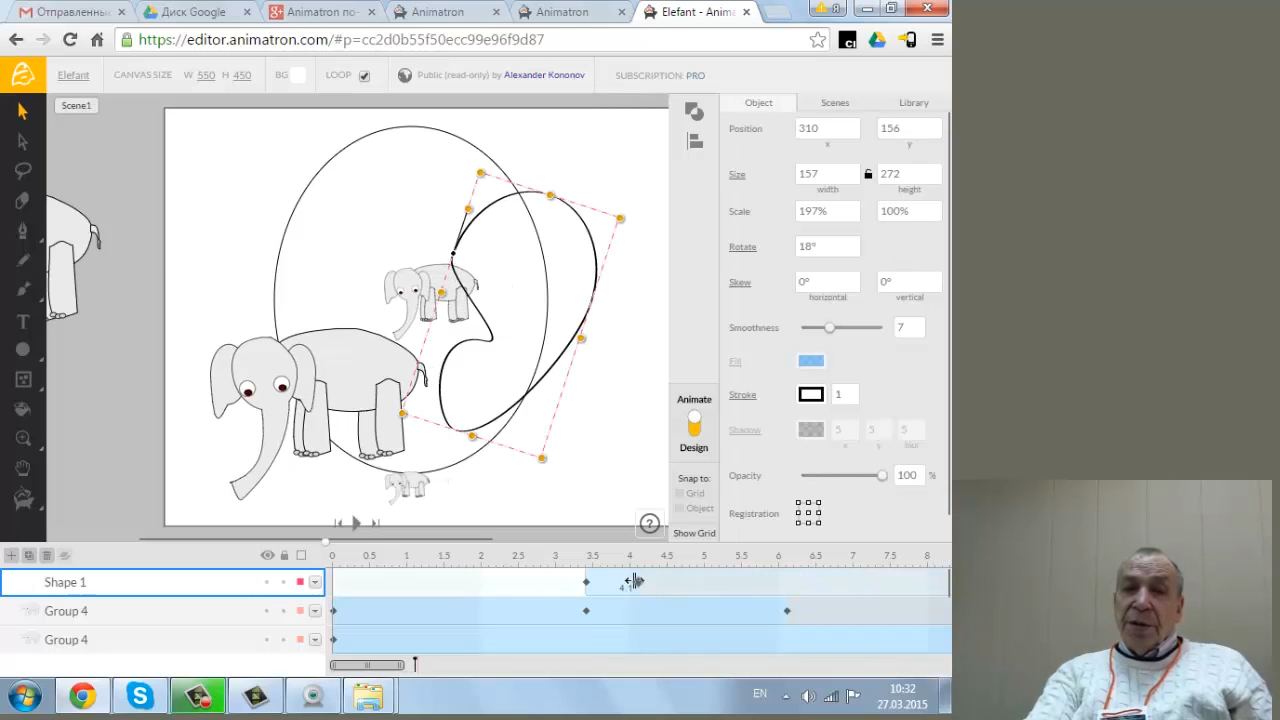 Отправленны
Диск Google
Animatron по-
Animatron
Animatron
Elefant - Anima
https://editor.animatron.com/#p=cc2d0b55f50ecc99e96f9d87
Elefant CANVAS SIZE W 550 H 450 BG LOOP Public (read-only) by Alexander Kononov SUBSCRIPTION: PRO
Scene1
Object Scenes Library
Position 310 156
x y
Size 157 272
width height
Scale 197% 100%
Rotate 18°
Skew 0° 0°
horizontal vertical
Smoothness 7
Fill
Stroke 1
Shadow 5 5 5
x y blur
Opacity 100 %
Registration
Animate
Design
Snap to:
Grid
Object
Show Grid
?
0 0.5 1 1.5 2 2.5 3 3.5 4 4.5 5 5.5 6 6.5 7 7.5 8
Shape 1
Group 4
Group 4
EN
10:32
27.03.2015